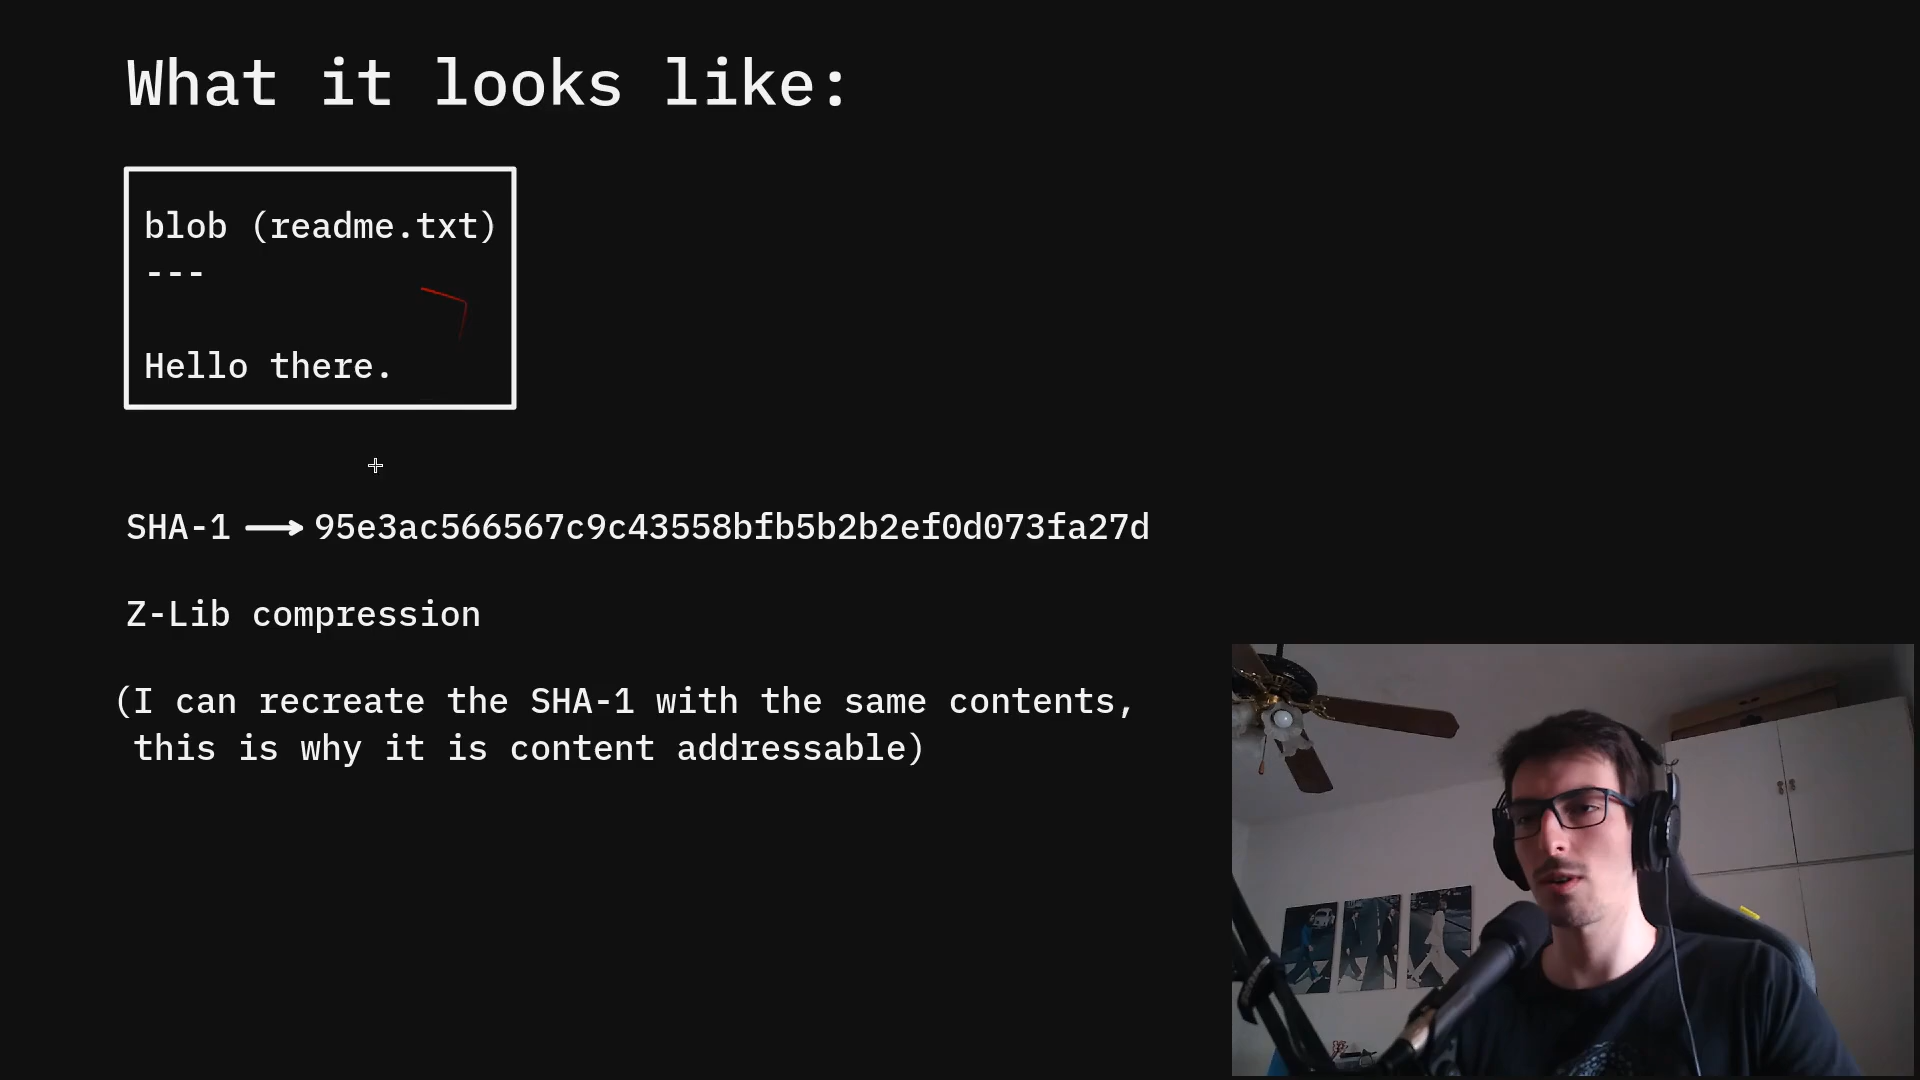 What it looks like:
blob (readme.txt)
---
Hello there.
SHA-1 → 95e3ac566567c9c43558bfb5b2b2ef0d073fa27d
Z-Lib compression
(I can recreate the SHA-1 with the same contents,
this is why it is content addressable)